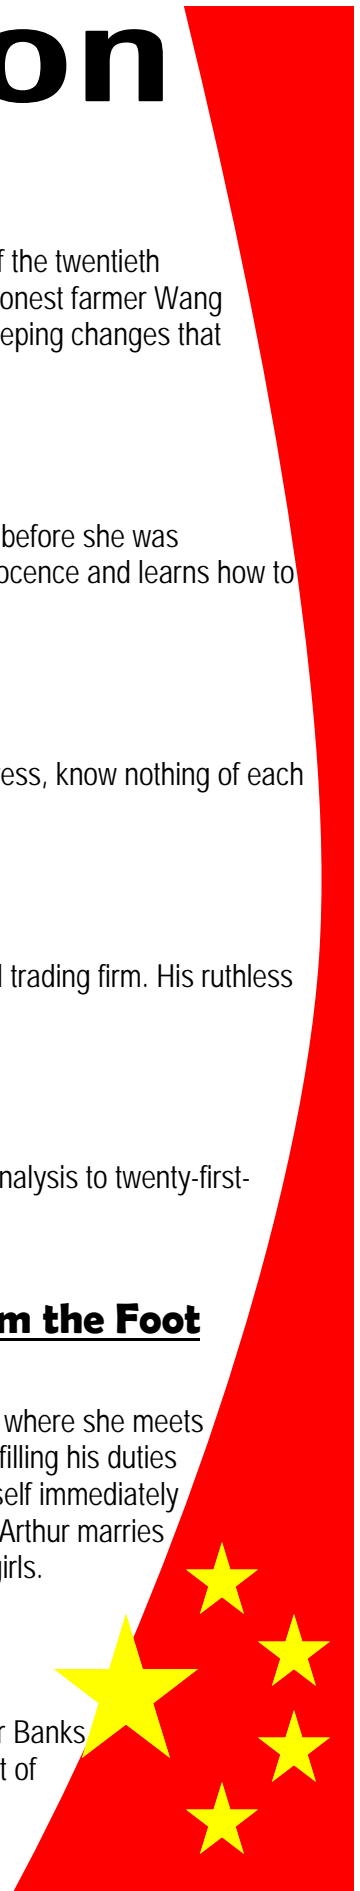 on
f the twentieth
onest farmer Wang
eeping changes that
before she was
ocence and learns how to
ess, know nothing of each
l trading firm. His ruthless
nalysis to twenty-first-
m the Foot
where she meets
filling his duties
self immediately
Arthur marries
irls.
r Banks
t of